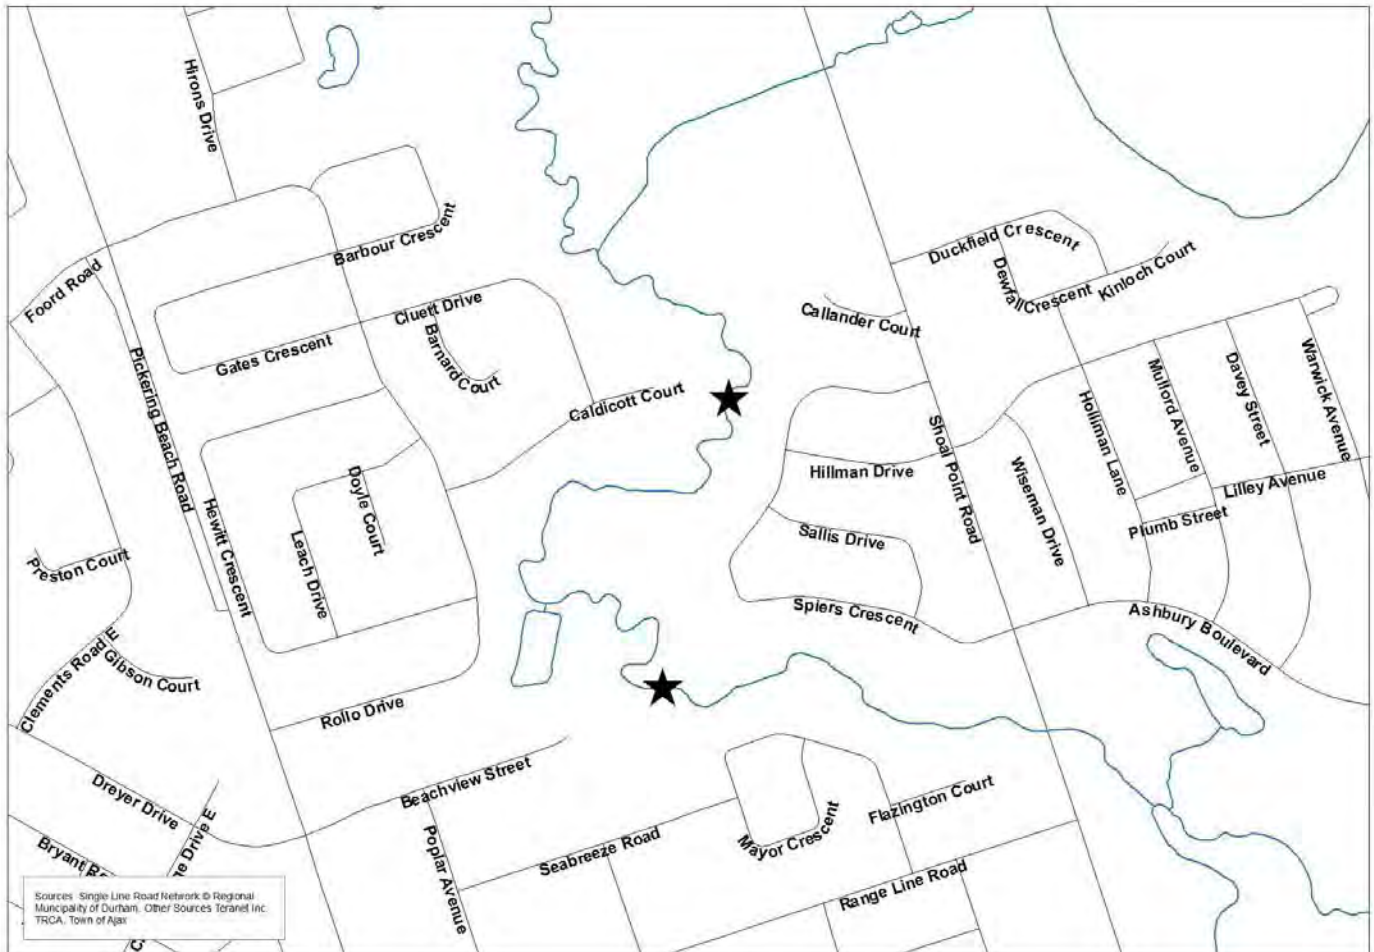 Hirons Drive
Barbour Crescent
Foord Road
Duckfield Crescent
Dewfall Crescent
Kinloch Court
Cluett Drive
Callander Court
Gates Crescent
Barnard Court
Pickering Beach Road
Caldicott Court
Holliman Lane
Mulford Avenue
Davey Street
Warwick Avenue
Shoal Point Road
Hillman Drive
Wiseman Drive
Lilley Avenue
Plumb Street
Hewitt Crescent
Doyle Court
Leach Drive
Sallis Drive
Preston Court
Spiers Crescent
Ashbury Boulevard
Clements Road E
Gibson Court
Rollo Drive
Beachview Street
Dreyer Drive
Poplar Avenue
Seabreeze Road
Mayor Crescent
Flazington Court
Range Line Road
Bryant
Drive E
Sources: Single Line Road Network © Regional
Muncipality of Durham. Other Sources Teranet Inc.
TRCA, Town of Ajax